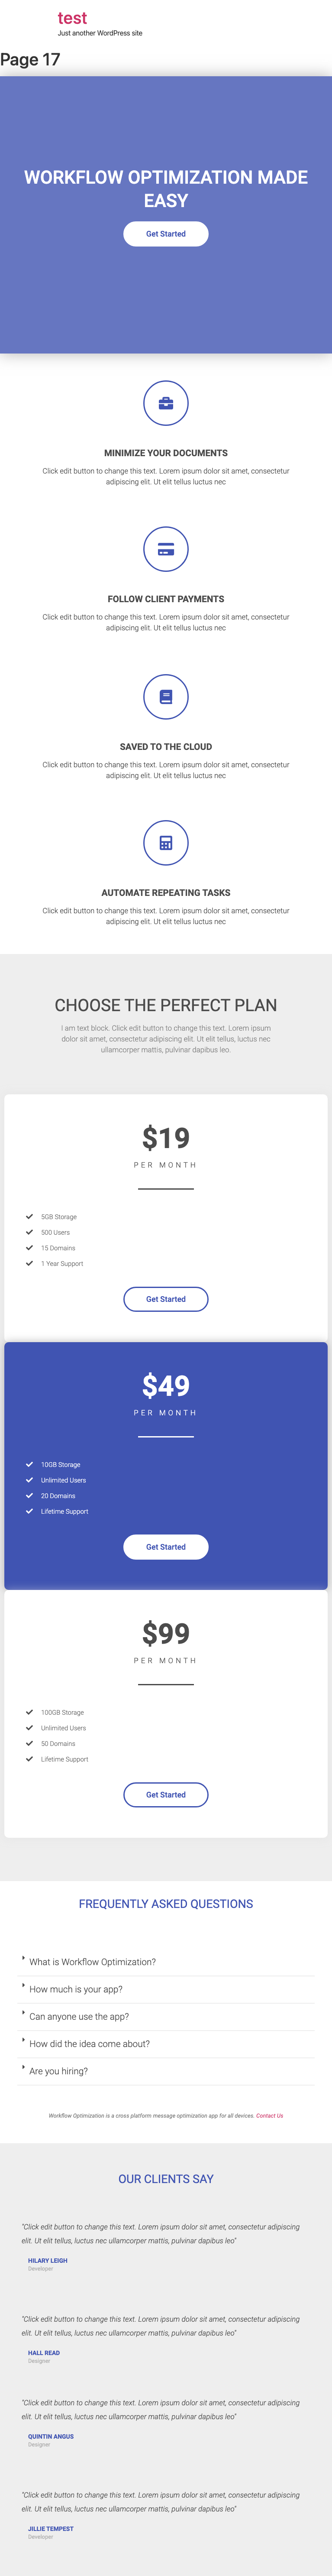 test
Just another WordPress site
Page 17
WORKFLOW OPTIMIZATION MADE
EASY
Get Started
MINIMIZE YOUR DOCUMENTS
Click edit button to change this text. Lorem ipsum dolor sit amet, consectetur
adipiscing elit. Ut elit tellus luctus nec
FOLLOW CLIENT PAYMENTS
Click edit button to change this text. Lorem ipsum dolor sit amet, consectetur
adipiscing elit. Ut elit tellus luctus nec
SAVED TO THE CLOUD
Click edit button to change this text. Lorem ipsum dolor sit amet, consectetur
adipiscing elit. Ut elit tellus luctus nec
AUTOMATE REPEATING TASKS
Click edit button to change this text. Lorem ipsum dolor sit amet, consectetur
adipiscing elit. Ut elit tellus luctus nec
CHOOSE THE PERFECT PLAN
I am text block. Click edit button to change this text. Lorem ipsum
dolor sit amet, consectetur adipiscing elit. Ut elit tellus, luctus nec
ullamcorper mattis, pulvinar dapibus leo.
$19
PER MONTH
5GB Storage
500 Users
15 Domains
1 Year Support
Get Started
$49
PER MONTH
10GB Storage
Unlimited Users
20 Domains
Lifetime Support
Get Started
$99
PER MONTH
100GB Storage
Unlimited Users
50 Domains
Lifetime Support
Get Started
FREQUENTLY ASKED QUESTIONS
What is Workflow Optimization?
How much is your app?
Can anyone use the app?
How did the idea come about?
Are you hiring?
Workflow Optimization is a cross platform message optimization app for all devices. Contact Us
OUR CLIENTS SAY
"Click edit button to change this text. Lorem ipsum dolor sit amet, consectetur adipiscing
elit. Ut elit tellus, luctus nec ullamcorper mattis, pulvinar dapibus leo"
HILARY LEIGH
Developer
"Click edit button to change this text. Lorem ipsum dolor sit amet, consectetur adipiscing
elit. Ut elit tellus, luctus nec ullamcorper mattis, pulvinar dapibus leo"
HALL READ
Designer
"Click edit button to change this text. Lorem ipsum dolor sit amet, consectetur adipiscing
elit. Ut elit tellus, luctus nec ullamcorper mattis, pulvinar dapibus leo"
QUINTIN ANGUS
Designer
"Click edit button to change this text. Lorem ipsum dolor sit amet, consectetur adipiscing
elit. Ut elit tellus, luctus nec ullamcorper mattis, pulvinar dapibus leo"
JILLIE TEMPEST
Developer